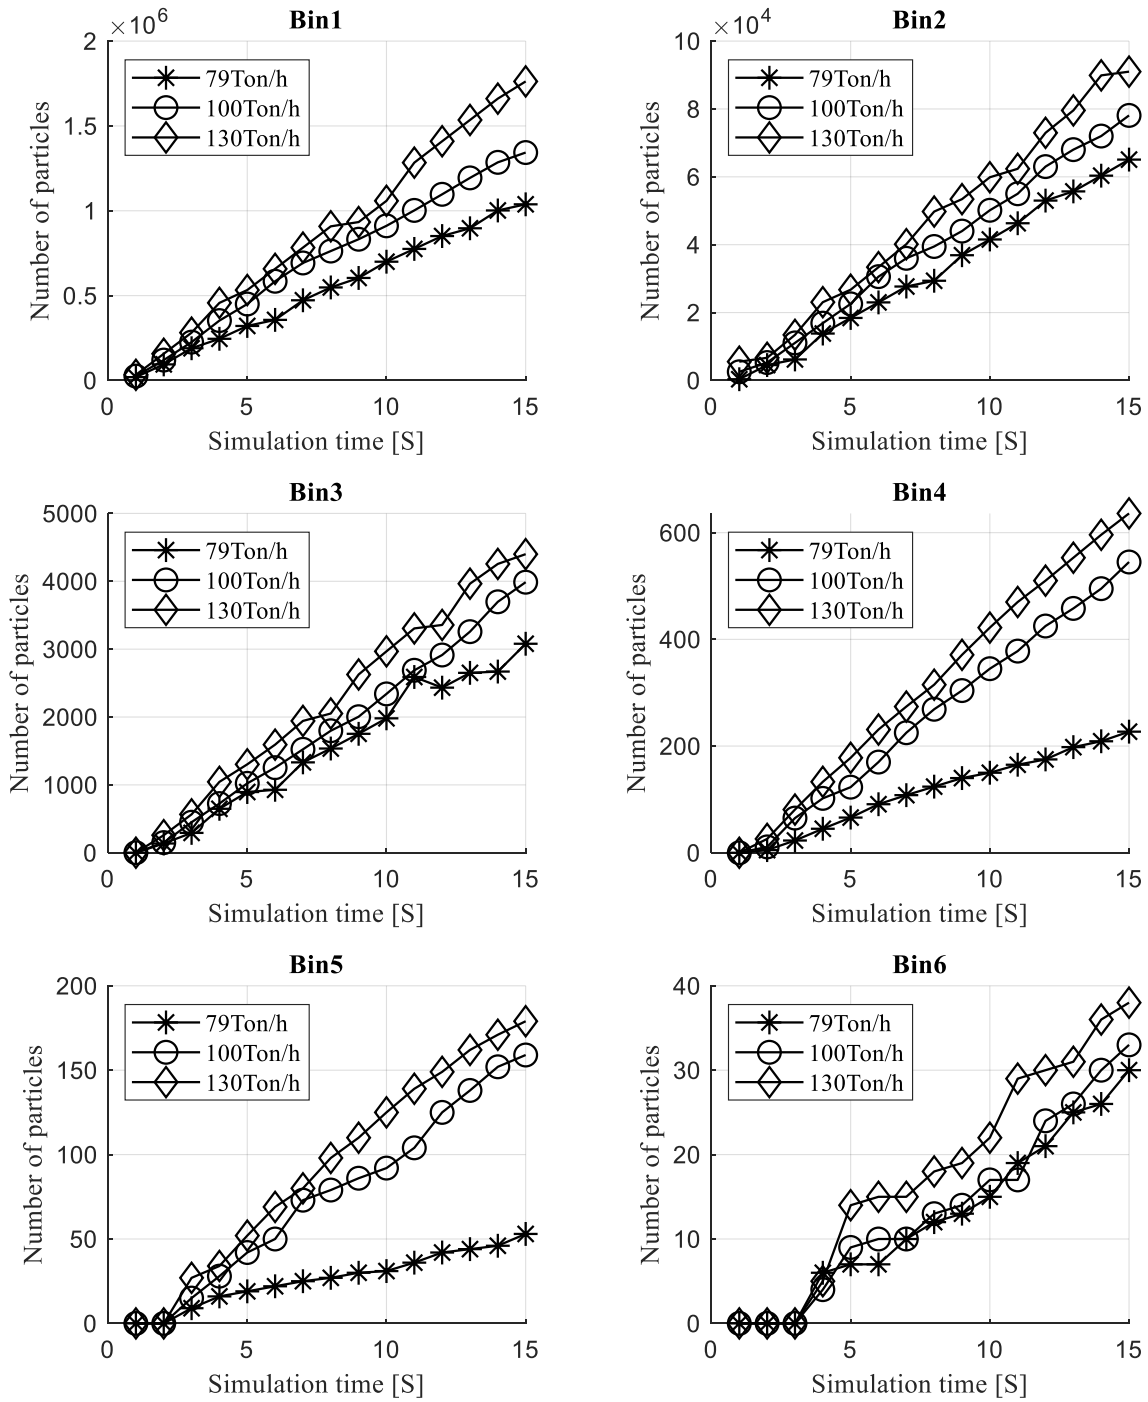 Bin1
×10^6
Number of particles
2
1.5
1
0.5
0
79Ton/h
100Ton/h
130Ton/h
0 5 10 15
Simulation time [S]
Bin2
×10^4
Number of particles
10
8
6
4
2
0
79Ton/h
100Ton/h
130Ton/h
0 5 10 15
Simulation time [S]
Bin3
Number of particles
5000
4000
3000
2000
1000
0
79Ton/h
100Ton/h
130Ton/h
0 5 10 15
Simulation time [S]
Bin4
Number of particles
600
400
200
0
79Ton/h
100Ton/h
130Ton/h
0 5 10 15
Simulation time [S]
Bin5
Number of particles
200
150
100
50
0
79Ton/h
100Ton/h
130Ton/h
0 5 10 15
Simulation time [S]
Bin6
Number of particles
40
30
20
10
0
79Ton/h
100Ton/h
130Ton/h
0 5 10 15
Simulation time [S]